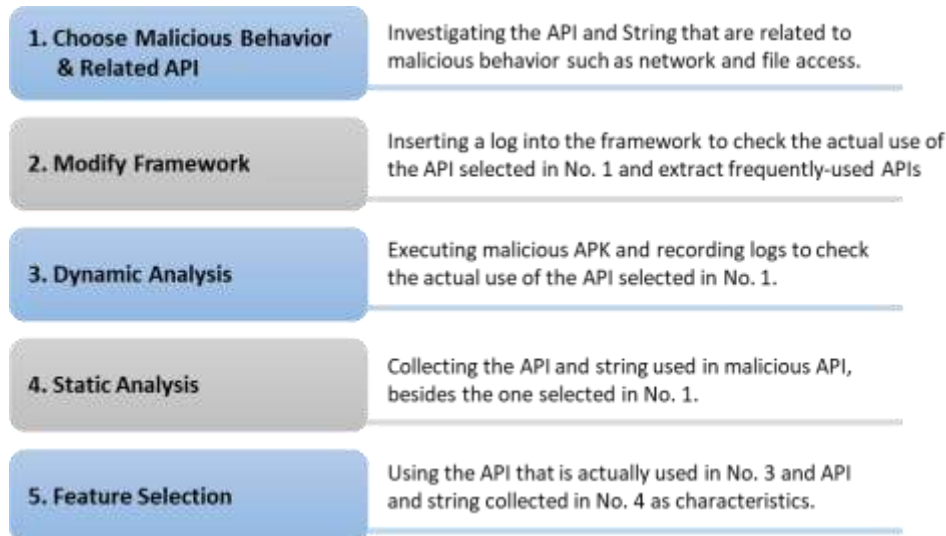 1. Choose Malicious Behavior
& Related API
Investigating the API and String that are related to
malicious behavior such as network and file access.
2. Modify Framework
Inserting a log into the framework to check the actual use of
the API selected in No. 1 and extract frequently-used APIs
3. Dynamic Analysis
Executing malicious APK and recording logs to check
the actual use of the API selected in No. 1.
4. Static Analysis
Collecting the API and string used in malicious API,
besides the one selected in No. 1.
5. Feature Selection
Using the API that is actually used in No. 3 and API
and string collected in No. 4 as characteristics.